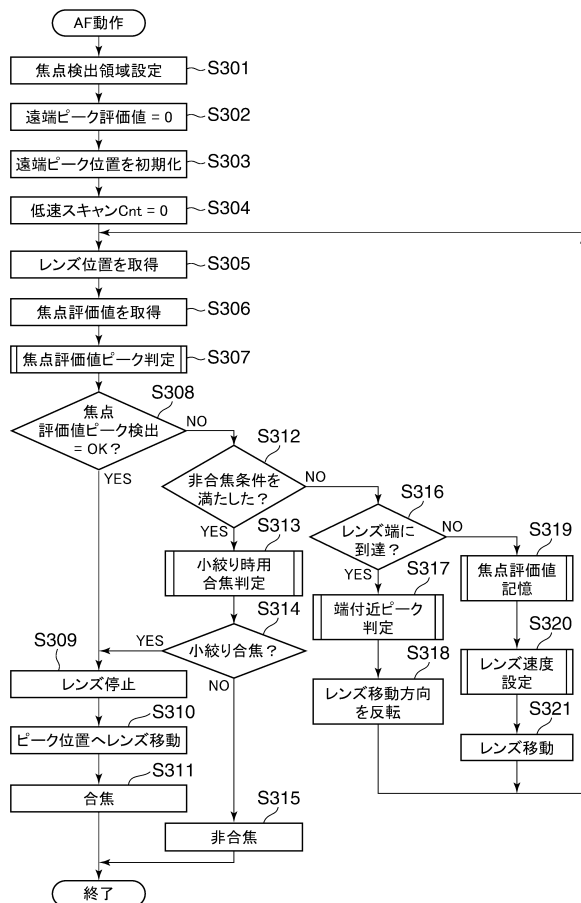 AF動作
焦点検出領域設定
S301
遠端ピーク評価値 = 0
S302
遠端ピーク位置を初期化
S303
低速スキャンCnt = 0
S304
レンズ位置を取得
S305
焦点評価値を取得
S306
焦点評価値ピーク判定
S307
焦点
評価値ピーク検出
= OK？
S308
NO
YES
非合焦条件を
満たした？
S312
NO
YES
レンズ端に
到達？
S316
NO
YES
小絞り時用
合焦判定
S313
端付近ピーク
判定
S317
焦点評価値
記憶
S319
小絞り合焦？
S314
YES
NO
レンズ移動方向
を反転
S318
レンズ速度
設定
S320
レンズ移動
S321
レンズ停止
S309
ピーク位置へレンズ移動
S310
合焦
S311
非合焦
S315
終了